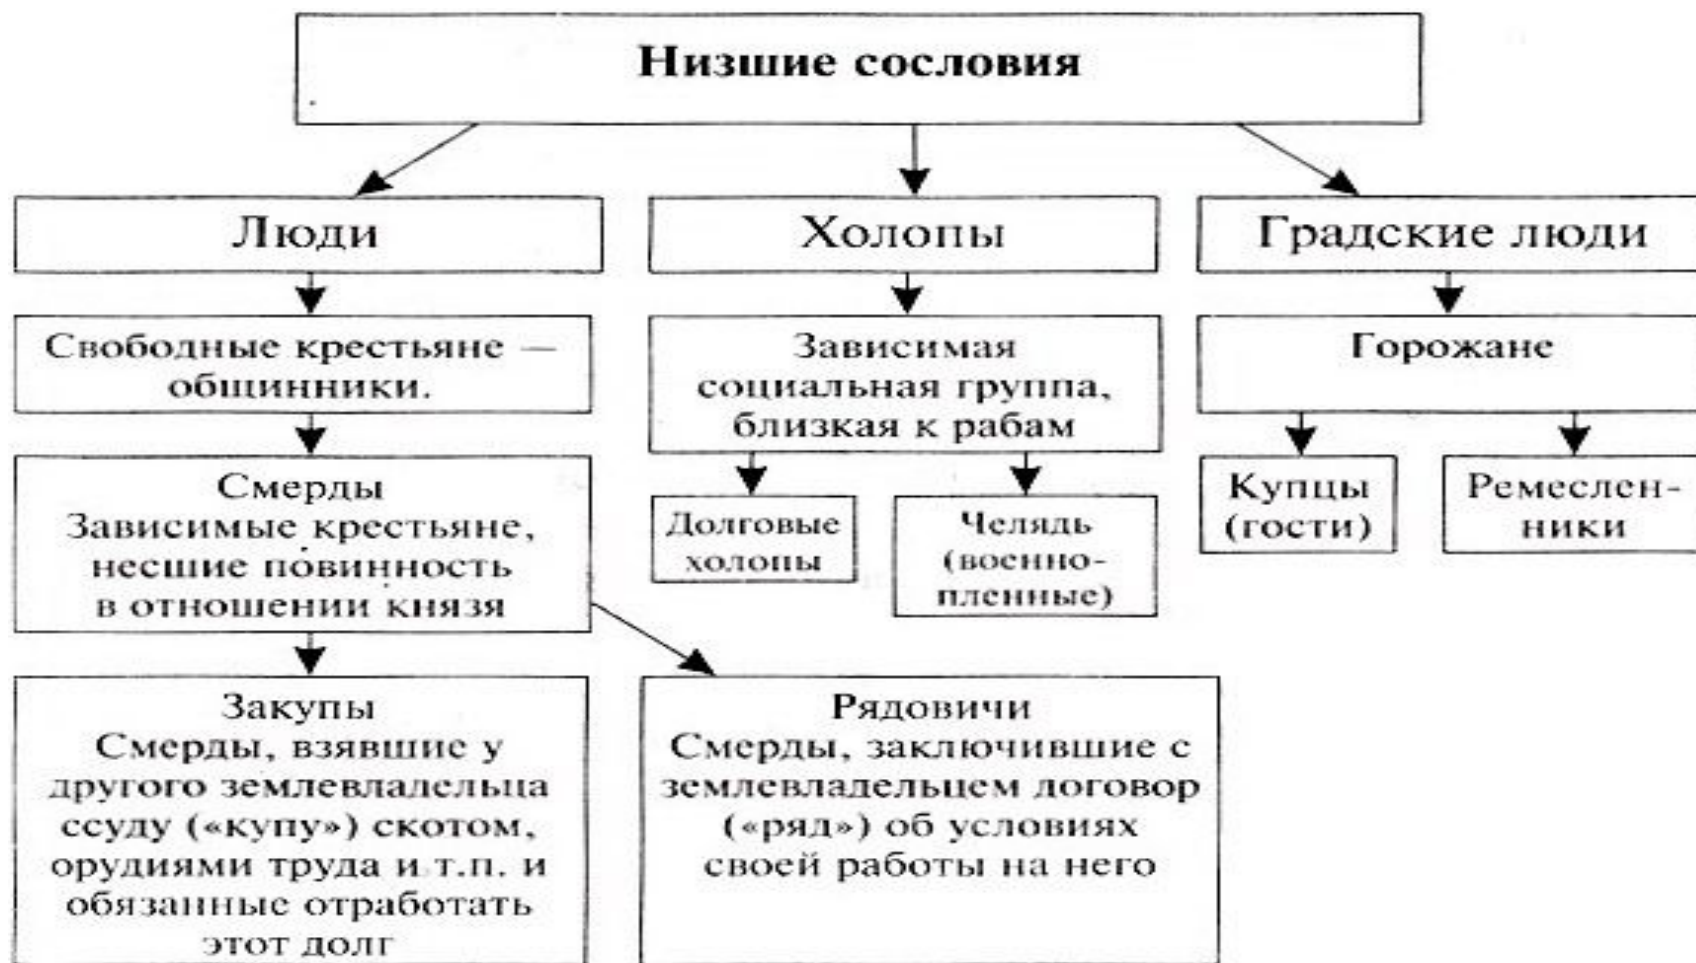 Низшие сословия
Люди
Холопы
Градские люди
Свободные крестьяне —
общинники.
Зависимая
социальная группа,
близкая к рабам
Горожане
Смерды
Зависимые крестьяне,
несшие повинность
в отношении князя
Долговые
холопы
Челядь
(военно-
пленные)
Купцы
(гости)
Ремеслен-
ники
Закупы
Смерды, взявшие у
другого землевладельца
ссуду («купу») скотом,
орудиями труда и т.п. и
обязанные отработать
этот долг
Рядовичи
Смерды, заключившие с
землевладельцем договор
(«ряд») об условиях
своей работы на него